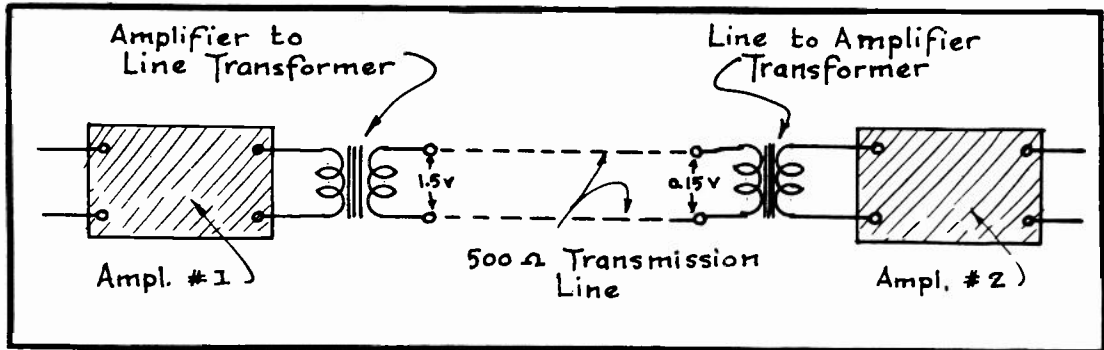 Amplifier to
Line Transformer
Line to Amplifier
Transformer
1.5v
0.15v
500 Ω Transmission
Line
Ampl. #1
Ampl. #2